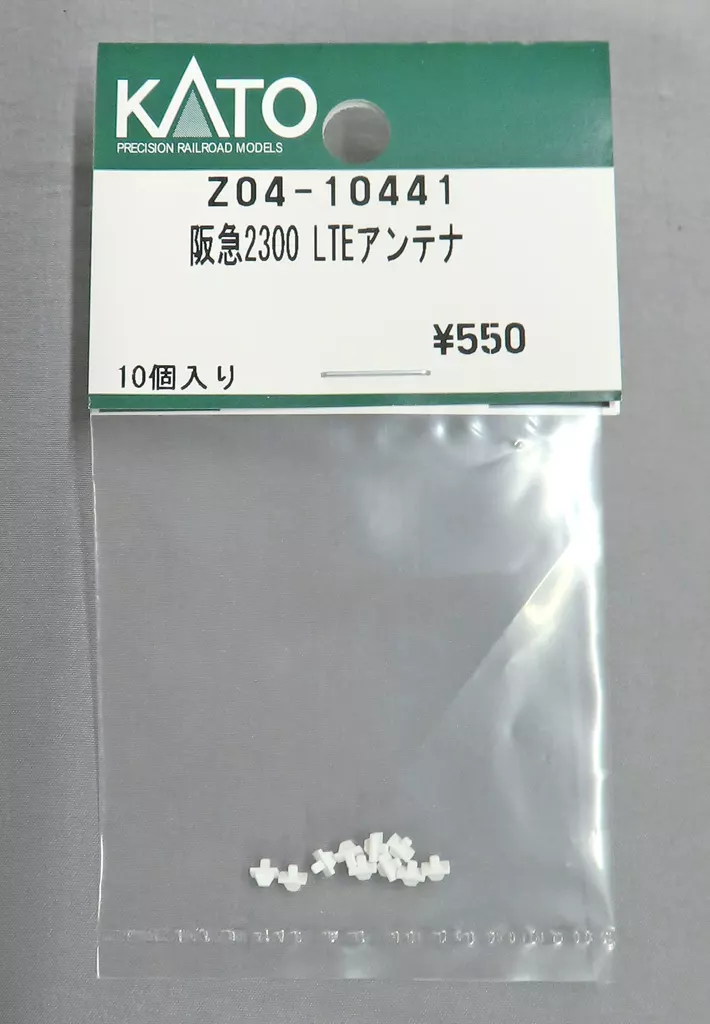 KATO
PRECISION RAILROAD MODELS
Z04-10441
阪急2300 LTEアンテナ
¥550
10個入り